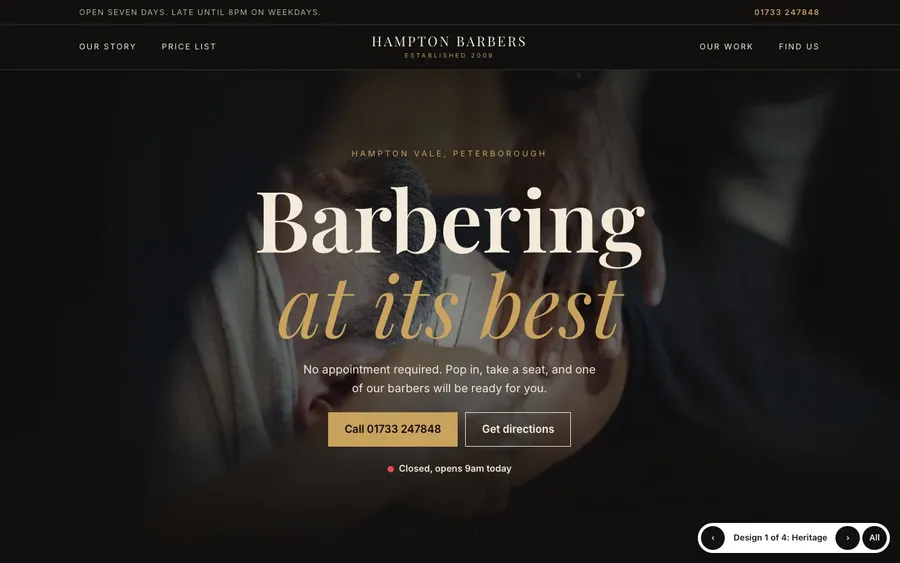 OPEN SEVEN DAYS. LATE UNTIL 8PM ON WEEKDAYS.
01733 247848
OUR STORY
PRICE LIST
HAMPTON BARBERS
ESTABLISHED 2009
OUR WORK
FIND US
HAMPTON VALE, PETERBOROUGH
Barbering
at its best
No appointment required. Pop in, take a seat, and one
of our barbers will be ready for you.
Call 01733 247848
Get directions
Closed, opens 9am today
‹
Design 1 of 4: Heritage
›
All